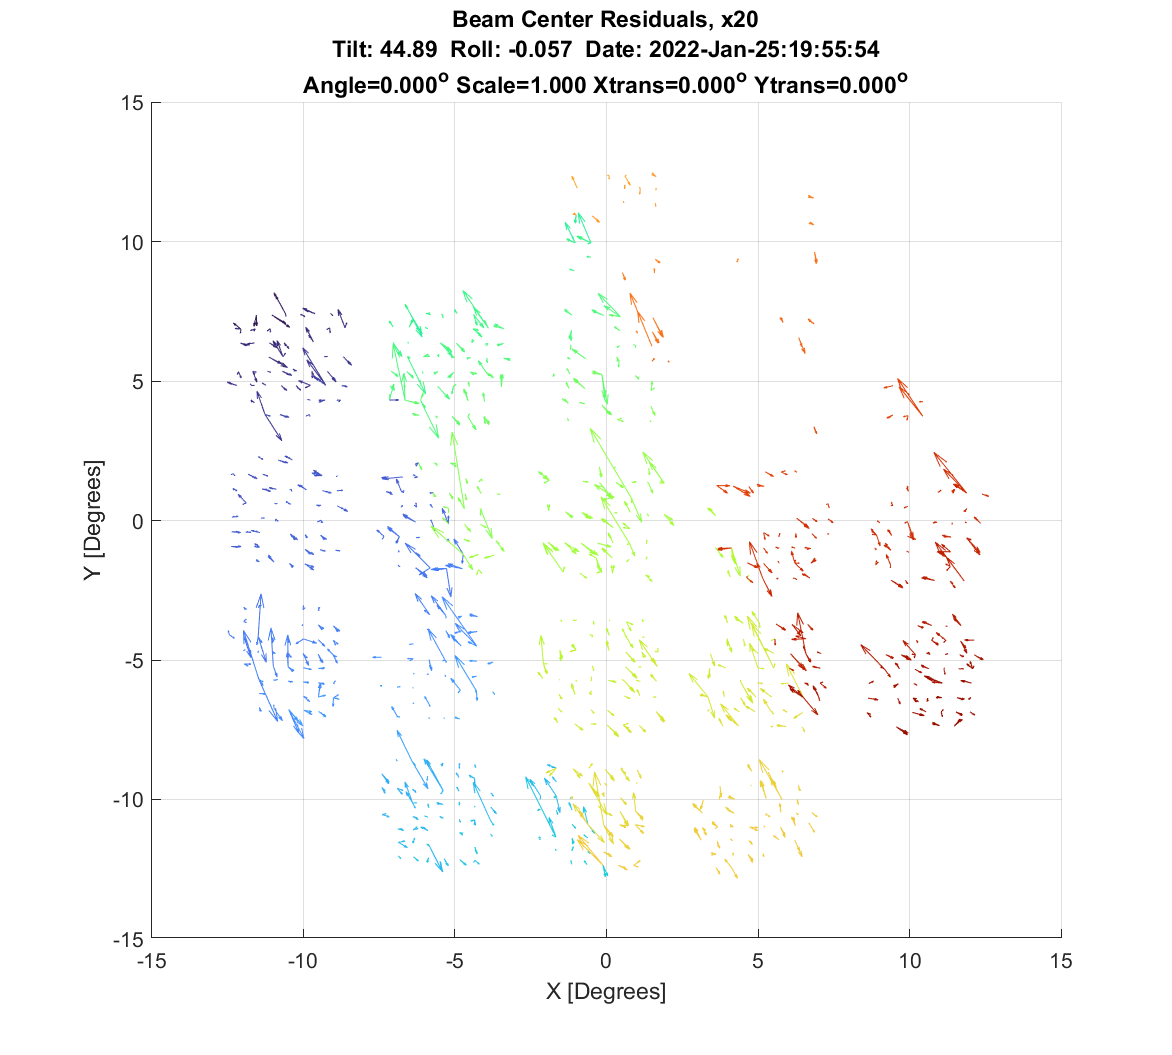 Beam Center Residuals, x20
Tilt: 44.89  Roll: -0.057  Date: 2022-Jan-25:19:55:54
Angle=0.000° Scale=1.000 Xtrans=0.000° Ytrans=0.000°
15
10
5
0
-5
-10
-15
Y [Degrees]
-15 -10 -5 0 5 10 15
X [Degrees]